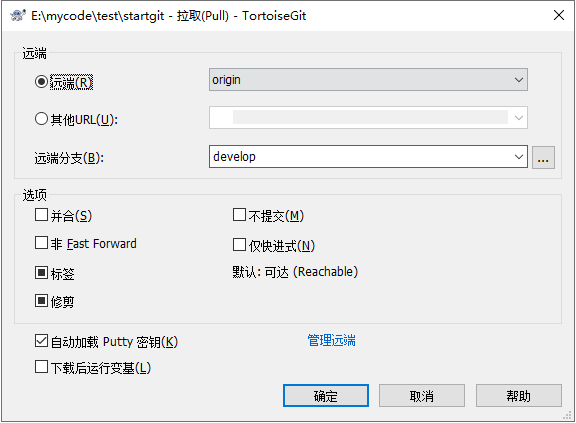 E:\mycode\test\startgit - 拉取(Pull) - TortoiseGit
远端
远端(R)
origin
其他URL(U):
远端分支(B):
develop
...
选项
并合(S)
不提交(M)
非 Fast Forward
仅快进式(N)
标签
默认: 可达 (Reachable)
修剪
自动加载 Putty 密钥(K)
管理远端
下载后运行变基(L)
确定
取消
帮助